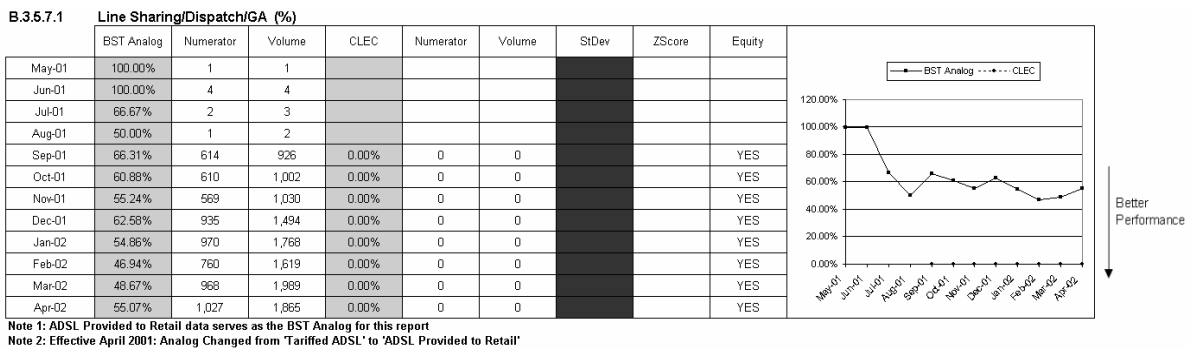 B.3.5.7.1 Line Sharing/Dispatch/GA (%)
BST Analog Numerator Volume CLEC Numerator Volume StDev ZScore Equity
May-01 100.00% 1 1
Jun-01 100.00% 4 4
Jul-01 66.67% 2 3
Aug-01 50.00% 1 2
Sep-01 66.31% 614 926 0.00% 0 0 YES
Oct-01 60.88% 610 1,002 0.00% 0 0 YES
Nov-01 55.24% 569 1,030 0.00% 0 0 YES
Dec-01 62.58% 935 1,494 0.00% 0 0 YES
Jan-02 54.86% 970 1,768 0.00% 0 0 YES
Feb-02 46.94% 760 1,619 0.00% 0 0 YES
Mar-02 48.67% 968 1,989 0.00% 0 0 YES
Apr-02 55.07% 1,027 1,865 0.00% 0 0 YES
BST Analog CLEC
120.00%
100.00%
80.00%
60.00%
40.00%
20.00%
0.00%
May-01 Jun-01 Jul-01 Aug-01 Sep-01 Oct-01 Nov-01 Dec-01 Jan-02 Feb-02 Mar-02 Apr-02
Better
Performance
Note 1: ADSL Provided to Retail data serves as the BST Analog for this report
Note 2: Effective April 2001: Analog Changed from 'Tariffed ADSL' to 'ADSL Provided to Retail'